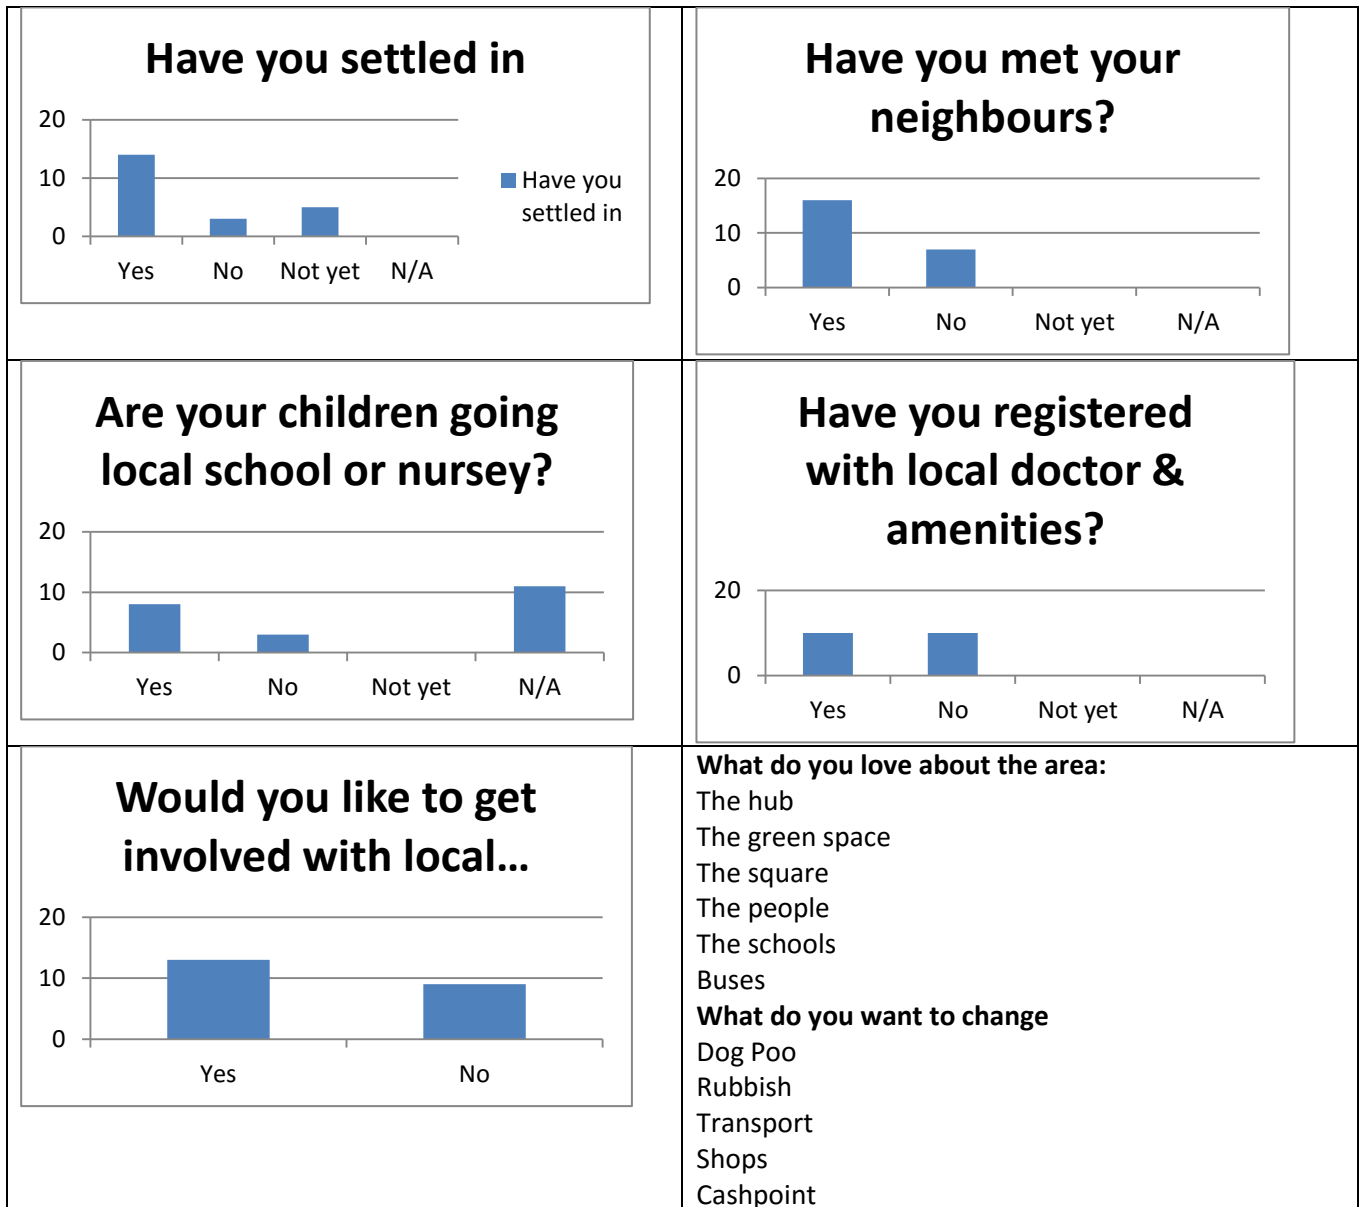 Have you settled in
20
10
0
Yes No Not yet N/A
Have you
settled in
Have you met your
neighbours?
20
10
0
Yes No Not yet N/A
Are your children going
local school or nursey?
20
10
0
Yes No Not yet N/A
Have you registered
with local doctor &
amenities?
20
0
Yes No Not yet N/A
Would you like to get
involved with local...
20
10
0
Yes No
What do you love about the area:
The hub
The green space
The square
The people
The schools
Buses
What do you want to change
Dog Poo
Rubbish
Transport
Shops
Cashpoint